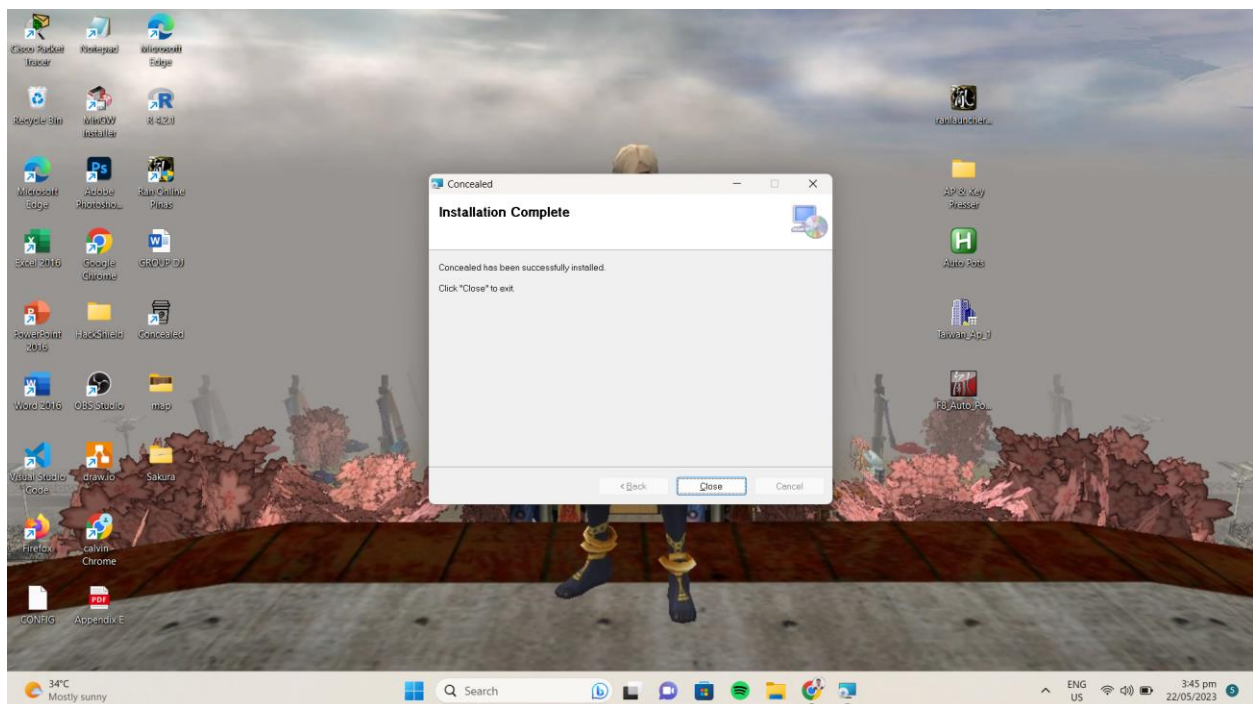 Cisco Packet
Tracer
Notepad
Microsoft
Edge
Recycle Bin
MinGW
Installer
R 4.2.1
ranlauncher...
Microsoft
Edge
Ps
Adobe
Photosho...
Ran Online
Pinas
AP & Key
Presser
Excel 2016
Google
Chrome
GROUP DJ
H
Auto Pots
PowerPoint
2016
HackShield
Concealed
Taiwan_Ap_1
Word 2016
OBS Studio
map
F8_Auto_Po...
Visual Studio
Code
draw.io
Sakura
Firefox
calvin -
Chrome
CONFIG
PDF
Appendix E
Concealed
Installation Complete
Concealed has been successfully installed.
Click "Close" to exit.
< Back
Close
Cancel
34°C
Mostly sunny
Search
ENG
US
3:45 pm
22/05/2023
5